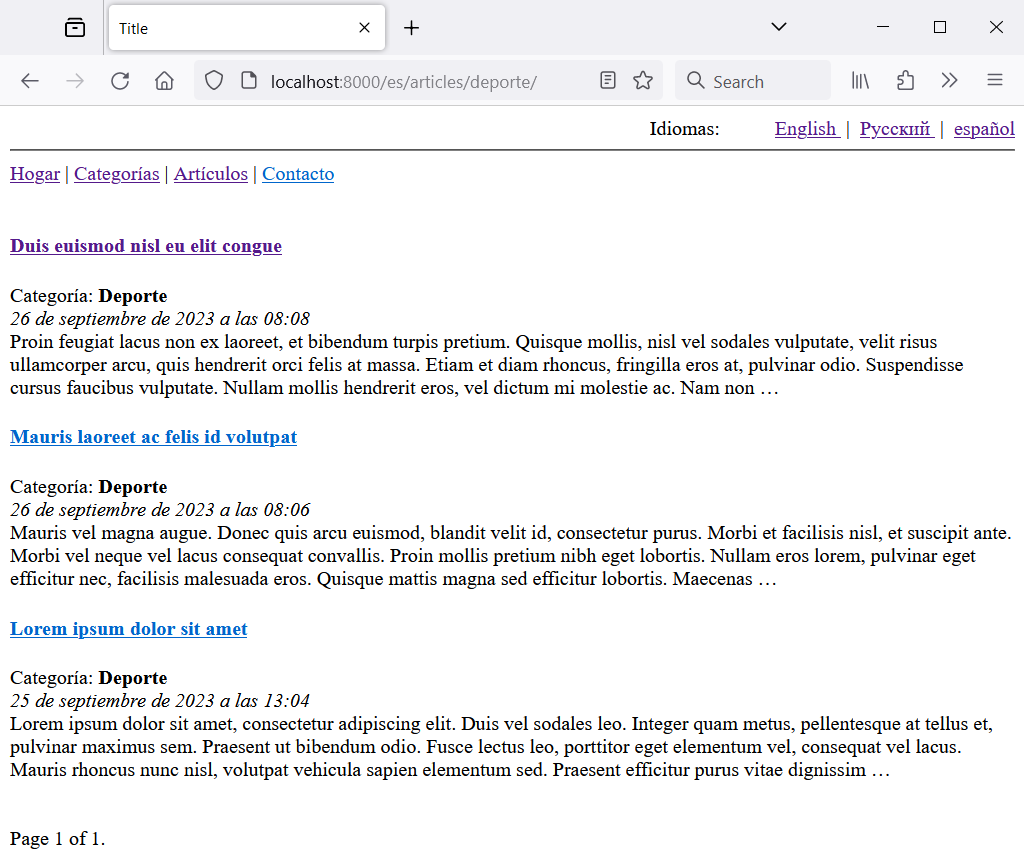 Title
localhost:8000/es/articles/deporte/
Search
Idiomas: English | Русский | español
Hogar | Categorías | Artículos | Contacto
Duis euismod nisl eu elit congue
Categoría: Deporte
26 de septiembre de 2023 a las 08:08
Proin feugiat lacus non ex laoreet, et bibendum turpis pretium. Quisque mollis, nisl vel sodales vulputate, velit risus
ullamcorper arcu, quis hendrerit orci felis at massa. Etiam et diam rhoncus, fringilla eros at, pulvinar odio. Suspendisse
cursus faucibus vulputate. Nullam mollis hendrerit eros, vel dictum mi molestie ac. Nam non …
Mauris laoreet ac felis id volutpat
Categoría: Deporte
26 de septiembre de 2023 a las 08:06
Mauris vel magna augue. Donec quis arcu euismod, blandit velit id, consectetur purus. Morbi et facilisis nisl, et suscipit ante.
Morbi vel neque vel lacus consequat convallis. Proin mollis pretium nibh eget lobortis. Nullam eros lorem, pulvinar eget
efficitur nec, facilisis malesuada eros. Quisque mattis magna sed efficitur lobortis. Maecenas …
Lorem ipsum dolor sit amet
Categoría: Deporte
25 de septiembre de 2023 a las 13:04
Lorem ipsum dolor sit amet, consectetur adipiscing elit. Duis vel sodales leo. Integer quam metus, pellentesque at tellus et,
pulvinar maximus sem. Praesent ut bibendum odio. Fusce lectus leo, porttitor eget elementum vel, consequat vel lacus.
Mauris rhoncus nunc nisl, volutpat vehicula sapien elementum sed. Praesent efficitur purus vitae dignissim …
Page 1 of 1.